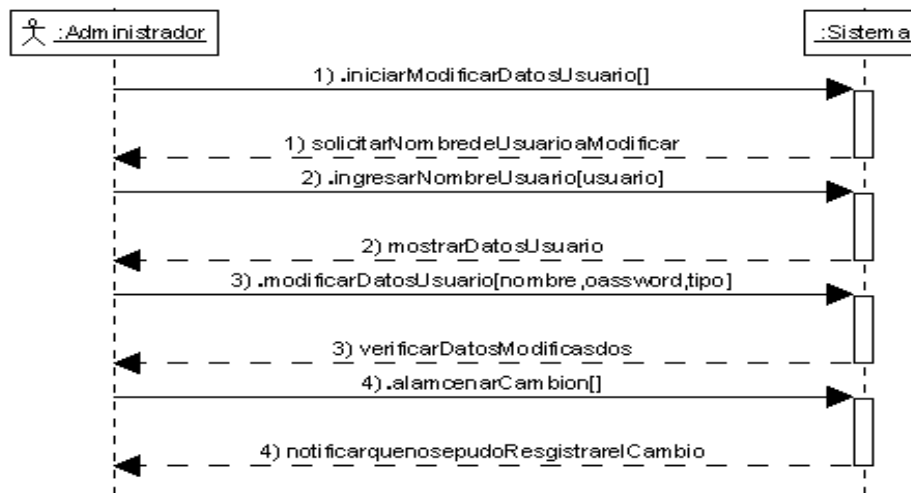 :Administrador
:Sistema
1) .iniciarModificarDatosUsuario[]
1) solicitarNombredeUsuarioaModificar
2) .ingresarNombreUsuario[usuario]
2) mostrarDatosUsuario
3) .modificarDatosUsuario[nombre,oassword,tipo]
3) verificarDatosModificasdos
4) .alamcenarCambion[]
4) notificarquenosepudoResgistrarelCambio